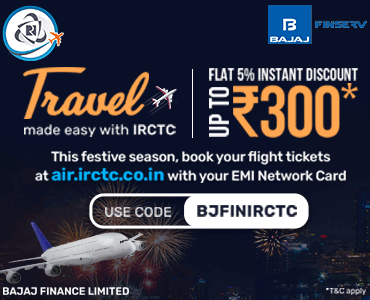 B
BAJAJ
FINSERV
Travel
made easy with IRCTC
FLAT 5% INSTANT DISCOUNT
UP TO
₹300*
This festive season, book your flight tickets
at air.irctc.co.in with your EMI Network Card
USE CODE BJFINIRCTC
BAJAJ FINANCE LIMITED
*T&C apply